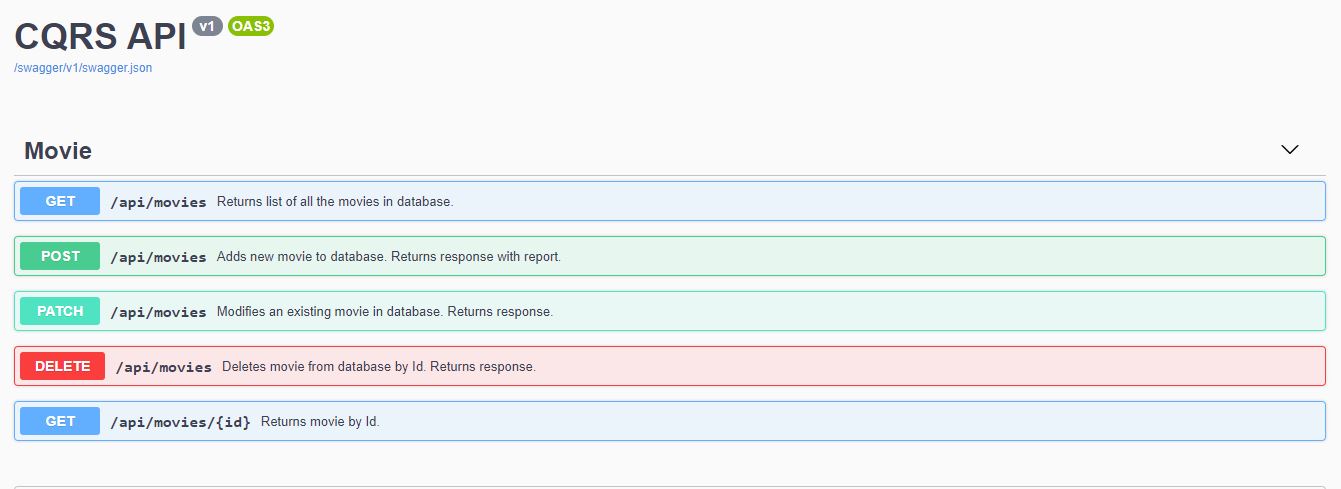 CQRS API v1 OAS3
/swagger/v1/swagger.json
Movie
GET /api/movies Returns list of all the movies in database.
POST /api/movies Adds new movie to database. Returns response with report.
PATCH /api/movies Modifies an existing movie in database. Returns response.
DELETE /api/movies Deletes movie from database by Id. Returns response.
GET /api/movies/{id} Returns movie by Id.